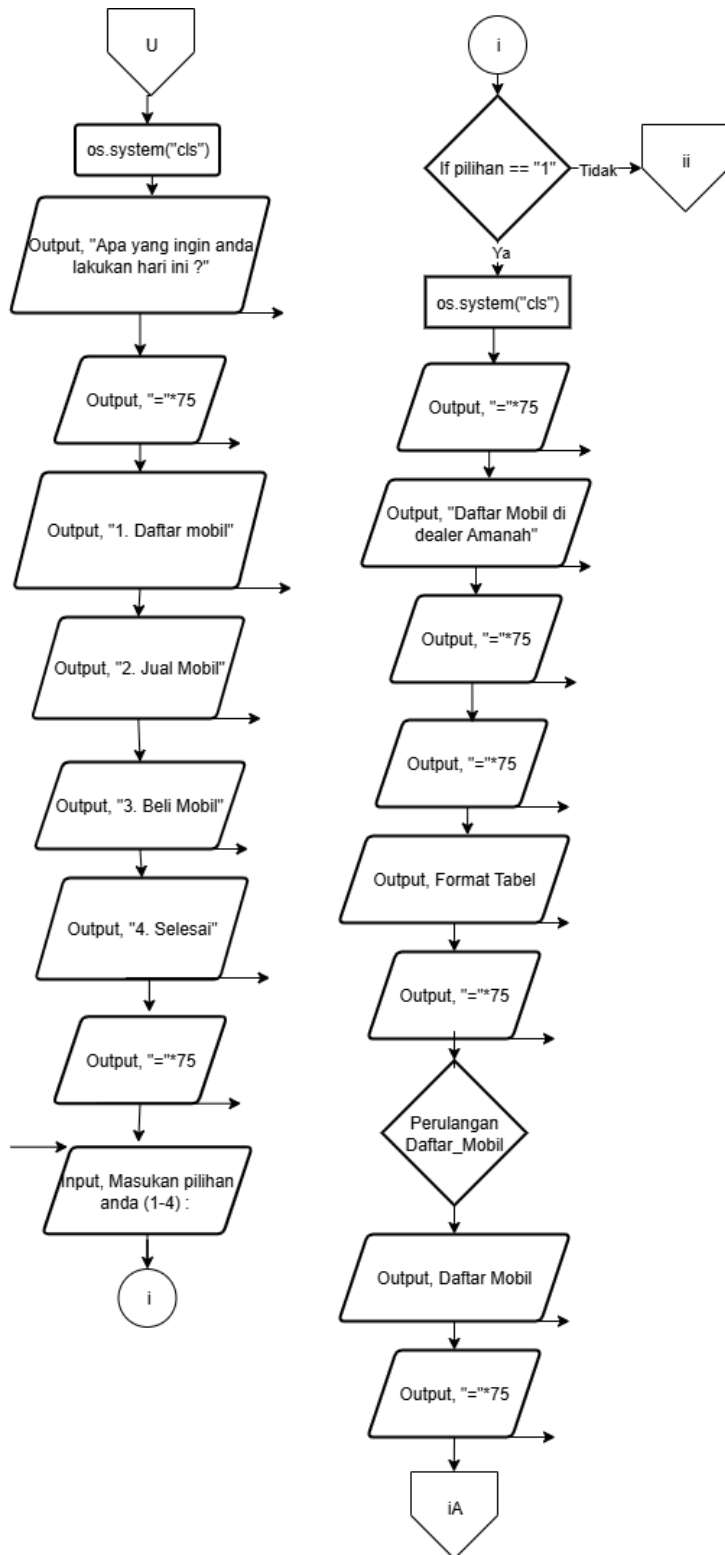 U
os.system("cls")
Output, "Apa yang ingin anda
lakukan hari ini ?"
Output, "="*75
Output, "1. Daftar mobil"
Output, "2. Jual Mobil"
Output, "3. Beli Mobil"
Output, "4. Selesai"
Output, "="*75
Input, Masukan pilihan
anda (1-4) :
i
i
If pilihan == "1"
Tidak
ii
Ya
os.system("cls")
Output, "="*75
Output, "Daftar Mobil di
dealer Amanah"
Output, "="*75
Output, "="*75
Output, Format Tabel
Output, "="*75
Perulangan
Daftar_Mobil
Output, Daftar Mobil
Output, "="*75
iA